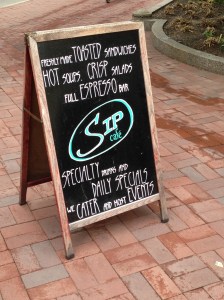 FRESHLY MADE TOASTED SANDWICHES
HOT SOUPS, CRISP SALADS
FULL ESPRESSO BAR
SIP
café
SPECIALTY DRINKS AND
DAILY SPECIALS
WE CATER AND HOST EVENTS